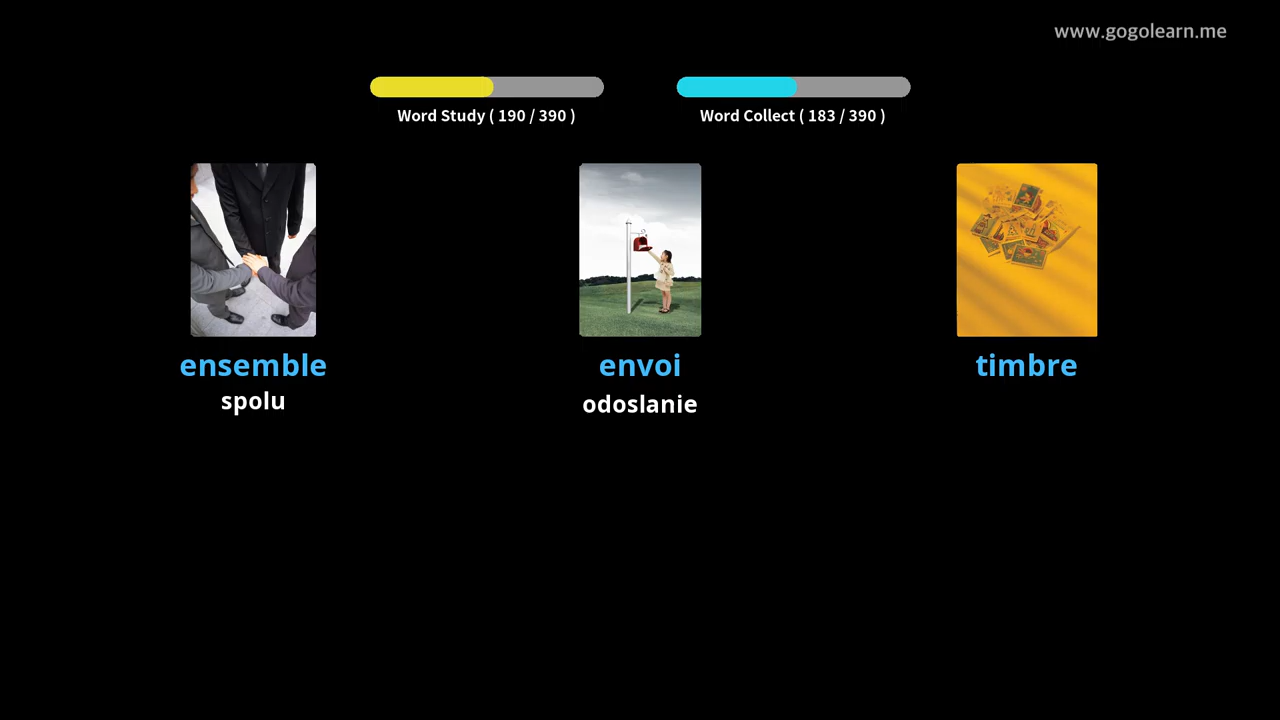 www.gogolearn.me
Word Study ( 190 / 390 )
Word Collect ( 183 / 390 )
ensemble
spolu
envoi
odoslanie
timbre